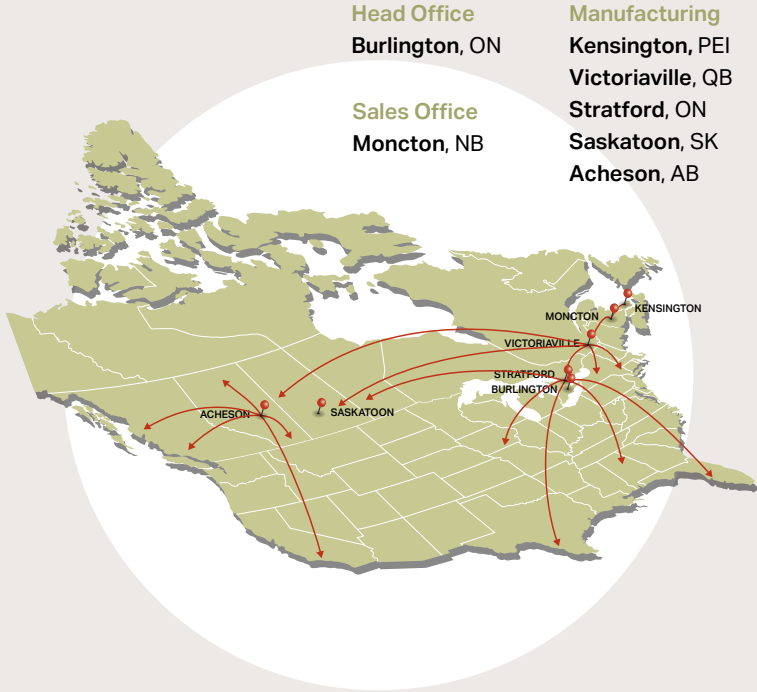 Head Office
Burlington, ON
Sales Office
Moncton, NB
Manufacturing
Kensington, PEI
Victoriaville, QB
Stratford, ON
Saskatoon, SK
Acheson, AB
KENSINGTON
MONCTON
VICTORIAVILLE
STRATFORD
BURLINGTON
ACHESON
SASKATOON